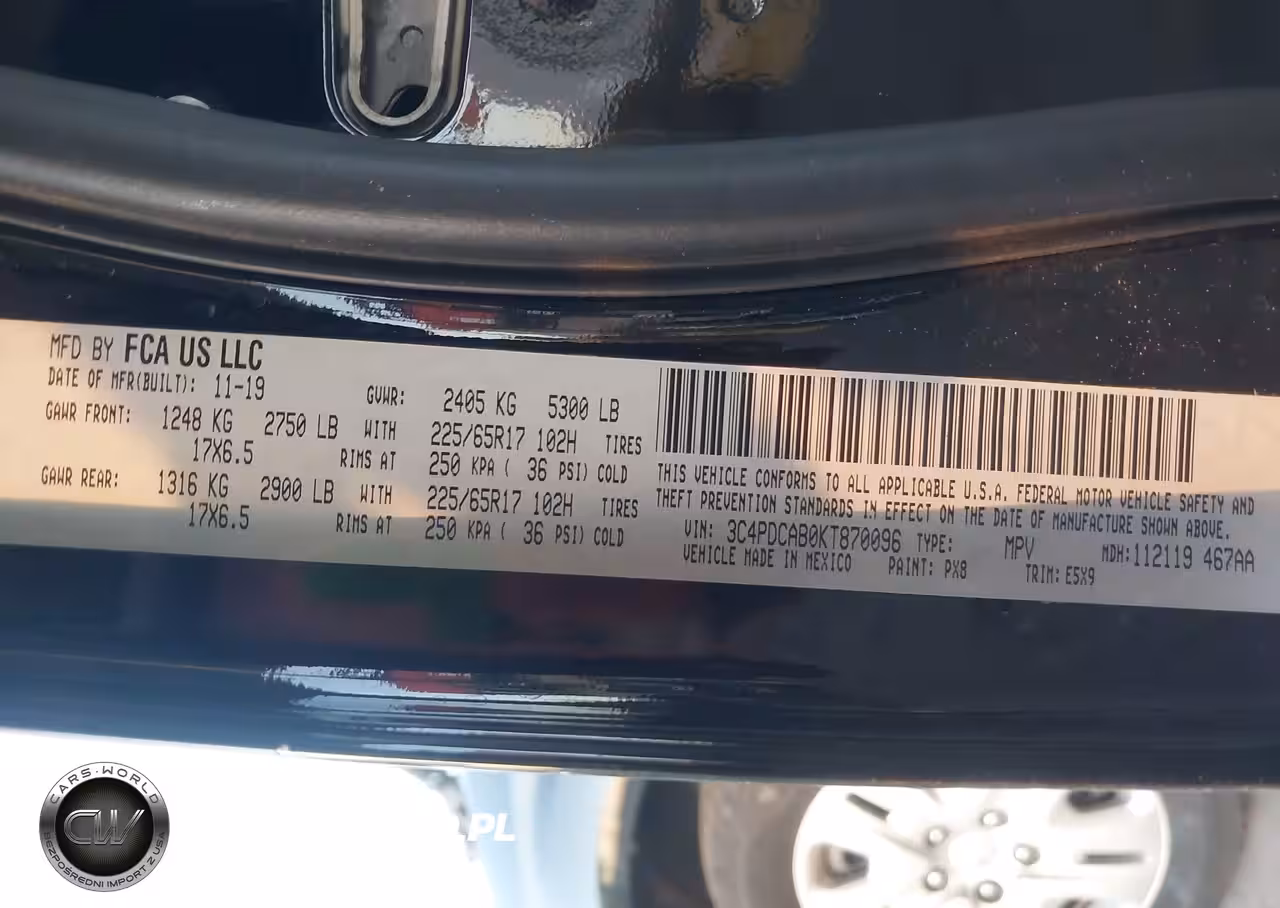 MFD BY FCA US LLC
DATE OF MFR(BUILT): 11-19 GVWR: 2405 KG 5300 LB
GAWR FRONT: 1248 KG 2750 LB WITH 225/65R17 102H TIRES
17X6.5 RIMS AT 250 KPA ( 36 PSI) COLD
GAWR REAR: 1316 KG 2900 LB WITH 225/65R17 102H TIRES
17X6.5 RIMS AT 250 KPA ( 36 PSI) COLD
THIS VEHICLE CONFORMS TO ALL APPLICABLE U.S.A. FEDERAL MOTOR VEHICLE SAFETY AND
THEFT PREVENTION STANDARDS IN EFFECT ON THE DATE OF MANUFACTURE SHOWN ABOVE.
VIN: 3C4PDCAB0KT870096 TYPE: MPV MDH:112119 467AA
VEHICLE MADE IN MEXICO PAINT: PX8 TRIM: E5X9
CARS-WORLD
CW
BEZPOŚREDNI IMPORT Z USA
.PL